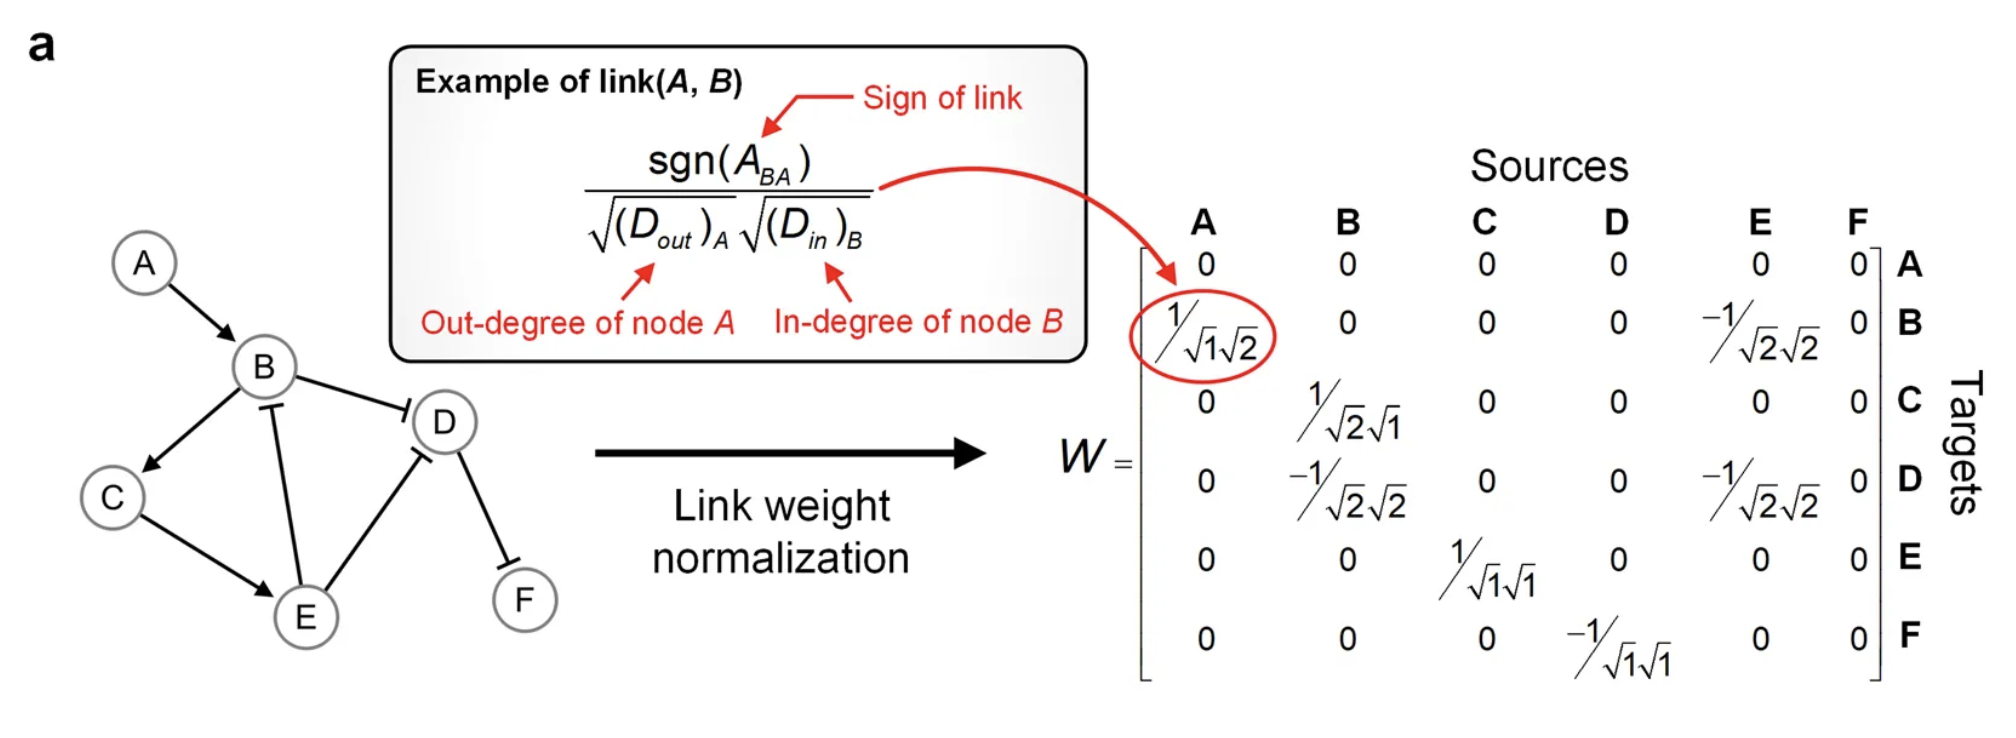 a
Example of link(A, B)
Sign of link
sgn(A_BA)
√(D_out)_A √(D_in)_B
Out-degree of node A
In-degree of node B
A
B
C
D
E
F
Link weight
normalization
Sources
A B C D E F
W =
0 0 0 0 0 0 A
1/√1√2 0 0 0 −1/√2√2 0 B
0 1/√2√1 0 0 0 0 C
0 −1/√2√2 0 0 −1/√2√2 0 D
0 0 1/√1√1 0 0 0 E
0 0 0 −1/√1√1 0 0 F
Targets